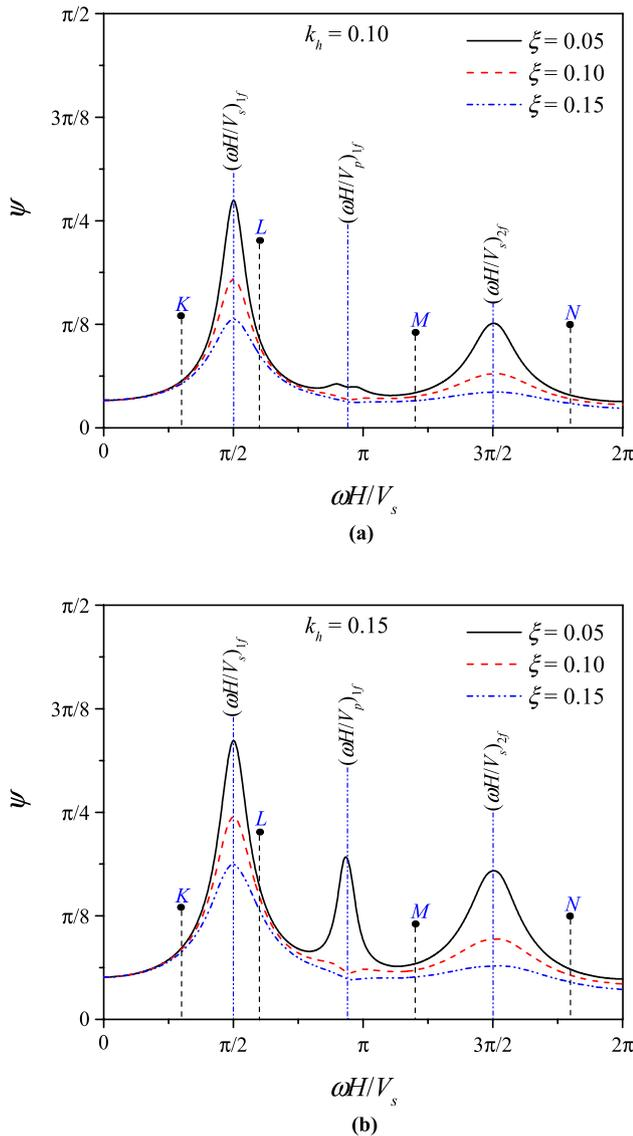 π/2
k_h = 0.10
ξ = 0.05
ξ = 0.10
ξ = 0.15
3π/8
(ωH/V_s)_1f
(ωH/V_p)_1f
(ωH/V_s)_2f
ψ
π/4
L
K
M
N
π/8
0
0
π/2
π
3π/2
2π
ωH/V_s
(a)
π/2
k_h = 0.15
ξ = 0.05
ξ = 0.10
ξ = 0.15
3π/8
(ωH/V_s)_1f
(ωH/V_p)_1f
(ωH/V_s)_2f
ψ
π/4
L
K
M
N
π/8
0
0
π/2
π
3π/2
2π
ωH/V_s
(b)